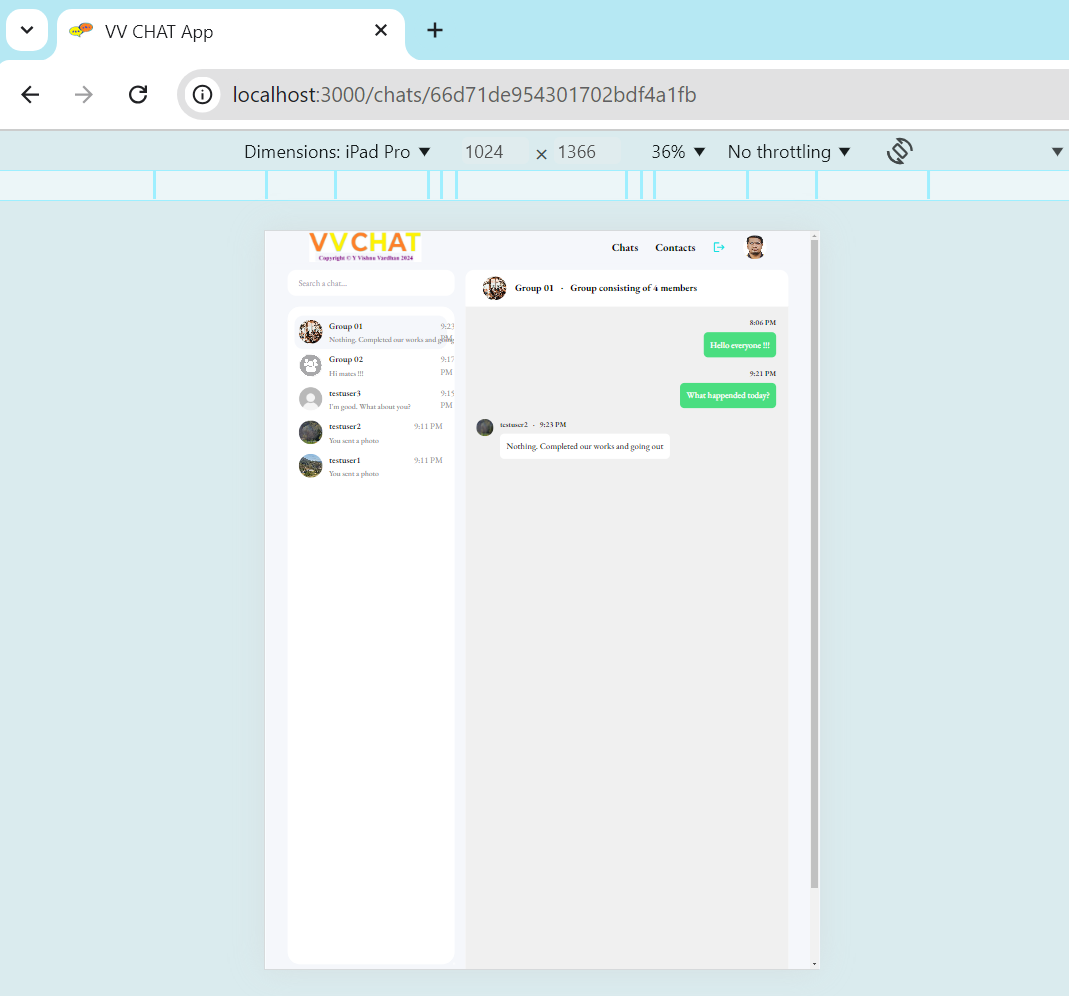 VV CHAT App
localhost:3000/chats/66d71de954301702bdf4a1fb
Dimensions: iPad Pro 1024 × 1366 36% No throttling
VVCHAT
Copyright © Y Vishnu Vardhan 2024
Chats Contacts
Search a chat...
Group 01 · Group consisting of 4 members
Group 01 9:23 PM
Nothing. Completed our works and going
Group 02 9:17 PM
Hi mates !!!
testuser3 9:15 PM
I'm good. What about you?
testuser2 9:11 PM
You sent a photo
testuser1 9:11 PM
You sent a photo
8:06 PM
Hello everyone !!!
9:21 PM
What happended today?
testuser2 · 9:23 PM
Nothing. Completed our works and going out